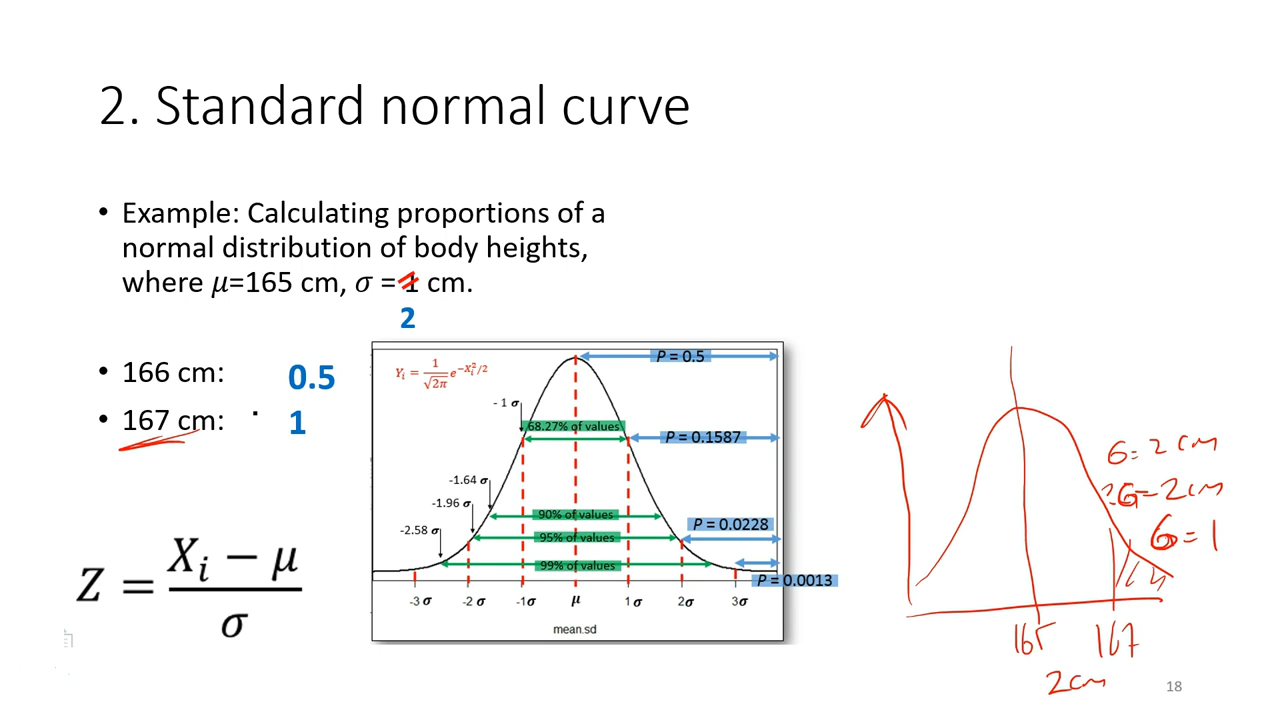 2. Standard normal curve
• Example: Calculating proportions of a
normal distribution of body heights,
where 𝜇=165 cm, 𝜎 = 1 cm.
2
• 166 cm: 0.5
• 167 cm: 1
Z = (Xᵢ − μ) / σ
Yᵢ = 1/√2π e^(-Xᵢ²/2)
P = 0.5
- 1 σ
68.27% of values
P = 0.1587
-1.64 σ
-1.96 σ
90% of values
P = 0.0228
-2.58 σ
95% of values
99% of values
P = 0.0013
-3 σ -2 σ -1σ μ 1 σ 2σ 3σ
mean.sd
6= 2 cm
2G=2cm
6=1
165 167
2cm
18